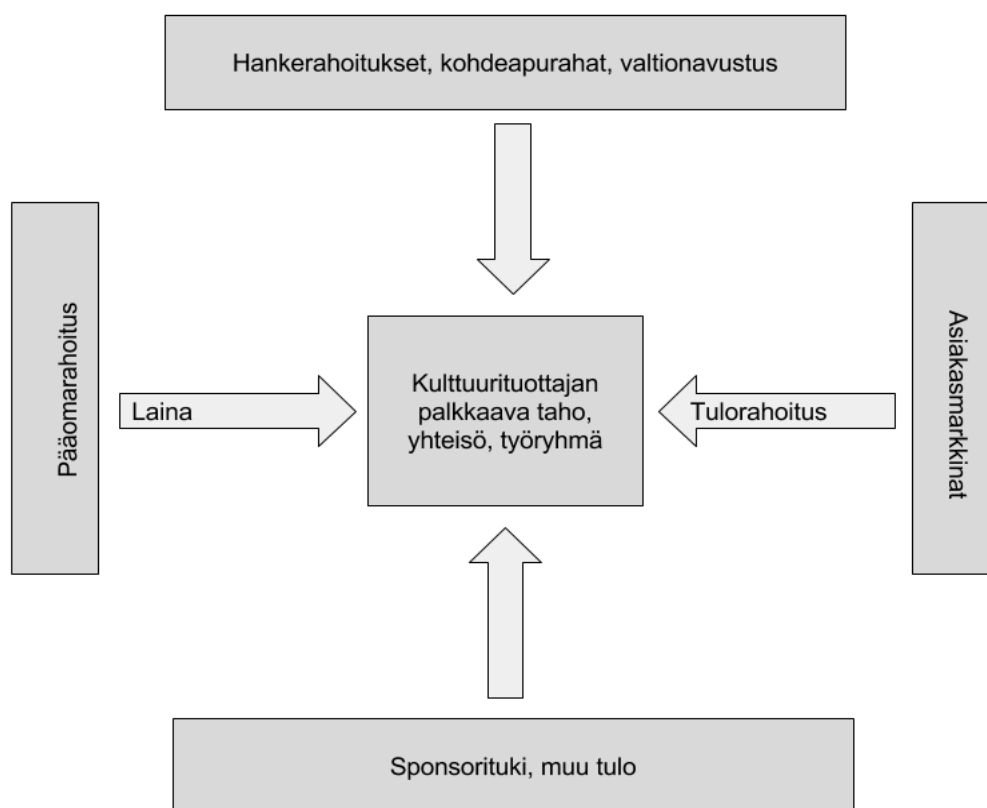 Hankerahoitukset, kohdeapurahat, valtionavustus
Pääomarahoitus
Laina
Kulttuurituottajan
palkkaava taho,
yhteisö, työryhmä
Tulorahoitus
Asiakasmarkkinat
Sponsorituki, muu tulo